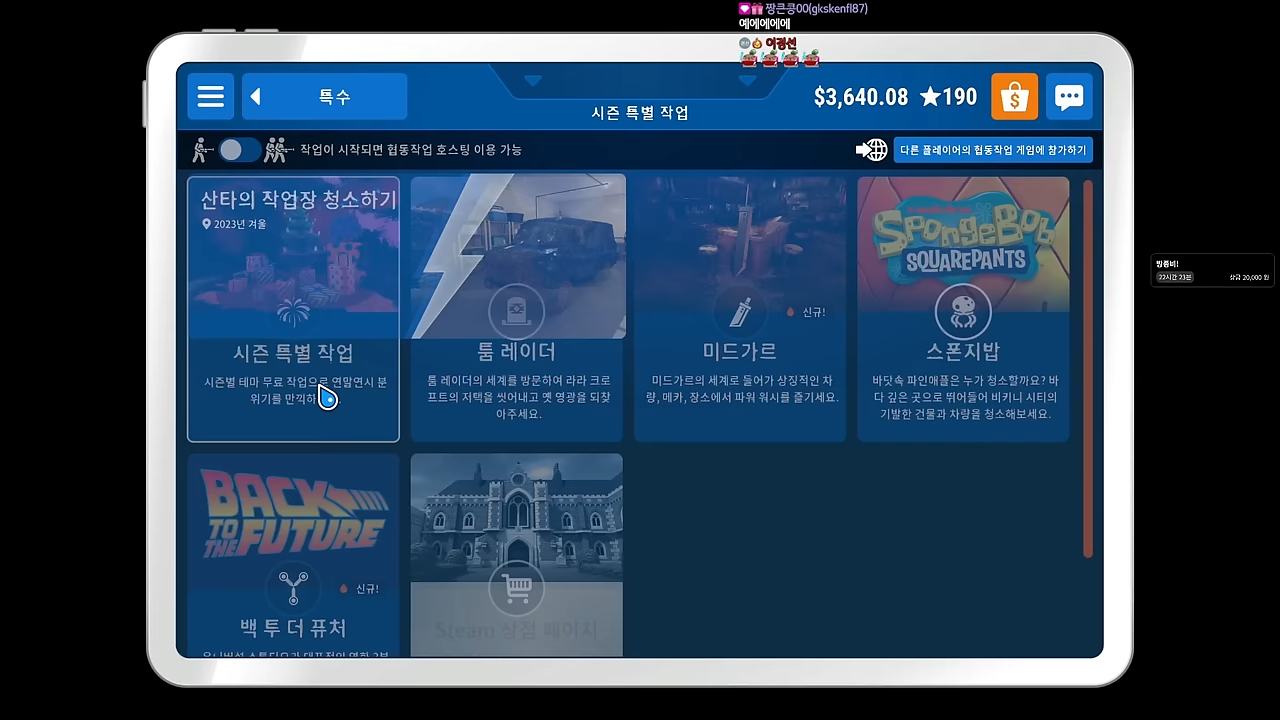 짱큰콩00(gkskenfl87)
예에에에에
이정선
특수
시즌 특별 작업
$3,640.08 ★190
작업이 시작되면 협동작업 호스팅 이용 가능
다른 플레이어의 협동작업 게임에 참가하기
산타의 작업장 청소하기
2023년 겨울
시즌 특별 작업
시즌별 테마 무료 작업으로 연말연시 분
위기를 만끽하
툼 레이더
툼 레이더의 세계를 방문하여 라라 크로
프트의 저택을 씻어내고 옛 영광을 되찾
아주세요.
신규!
미드가르
미드가르의 세계로 들어가 상징적인 차
량, 메카, 장소에서 파워 워시를 즐기세요.
SpongeBob
SQUAREPANTS
스폰지밥
바닷속 파인애플은 누가 청소할까요? 바
다 깊은 곳으로 뛰어들어 비키니 시티의
기발한 건물과 차량을 청소해보세요.
BACK
TO THE FUTURE
신규!
백 투 더 퓨처
Steam 상점 페이지
22시간 23분
상금 20,000 원